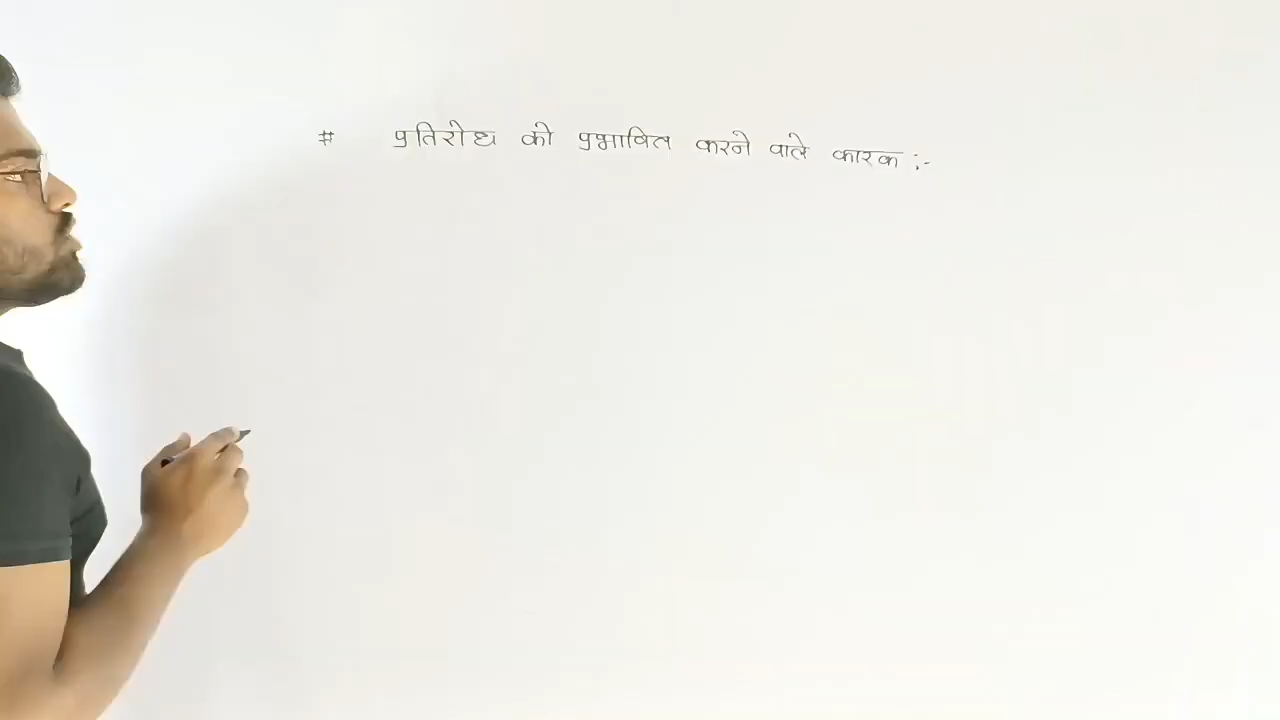 # प्रतिरोध को प्रभावित करने वाले कारक :-